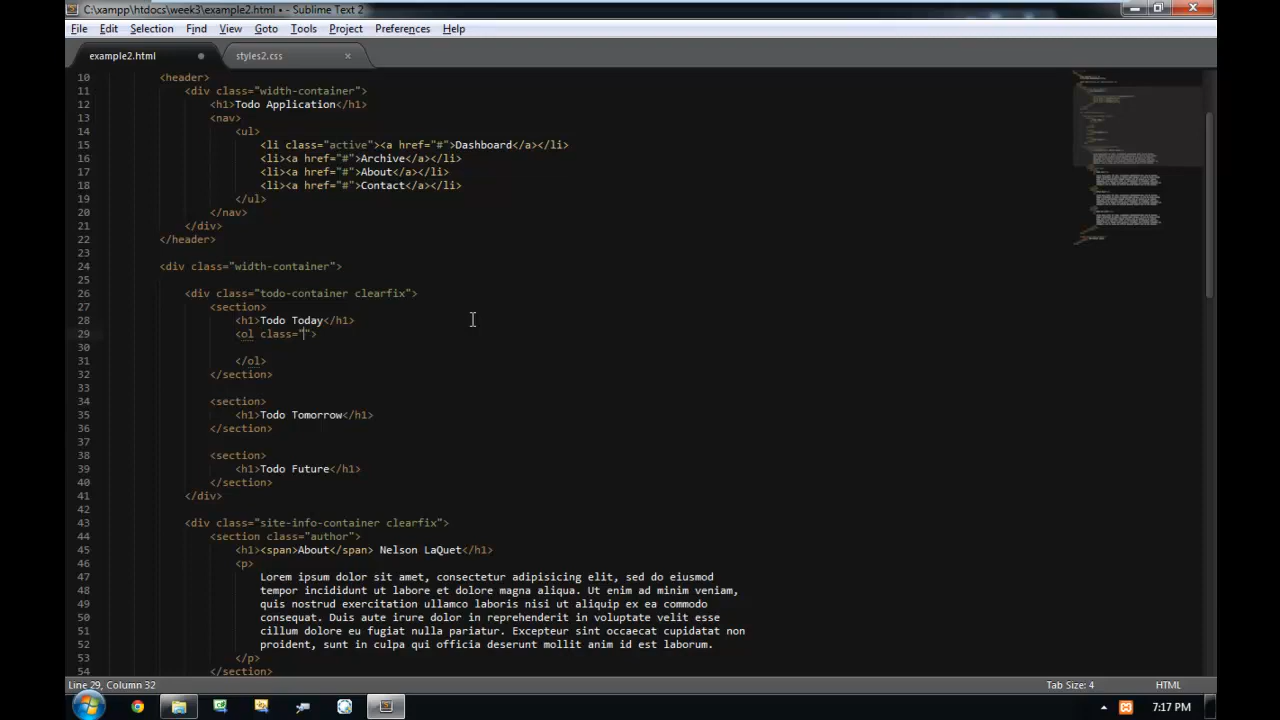 C:\xampp\htdocs\week3\example2.html • - Sublime Text 2
File Edit Selection Find View Goto Tools Project Preferences Help
example2.html styles2.css
10 <header>
11 <div class="width-container">
12 <h1>Todo Application</h1>
13 <nav>
14 <ul>
15 <li class="active"><a href="#">Dashboard</a></li>
16 <li><a href="#">Archive</a></li>
17 <li><a href="#">About</a></li>
18 <li><a href="#">Contact</a></li>
19 </ul>
20 </nav>
21 </div>
22 </header>
23
24 <div class="width-container">
25
26 <div class="todo-container clearfix">
27 <section>
28 <h1>Todo Today</h1>
29 <ol class="">
30
31 </ol>
32 </section>
33
34 <section>
35 <h1>Todo Tomorrow</h1>
36 </section>
37
38 <section>
39 <h1>Todo Future</h1>
40 </section>
41 </div>
42
43 <div class="site-info-container clearfix">
44 <section class="author">
45 <h1><span>About</span> Nelson LaQuet</h1>
46 <p>
47 Lorem ipsum dolor sit amet, consectetur adipisicing elit, sed do eiusmod
48 tempor incididunt ut labore et dolore magna aliqua. Ut enim ad minim veniam,
49 quis nostrud exercitation ullamco laboris nisi ut aliquip ex ea commodo
50 consequat. Duis aute irure dolor in reprehenderit in voluptate velit esse
51 cillum dolore eu fugiat nulla pariatur. Excepteur sint occaecat cupidatat non
52 proident, sunt in culpa qui officia deserunt mollit anim id est laborum.
53 </p>
54 </section>
Line 29, Column 32 Tab Size: 4 HTML
7:17 PM